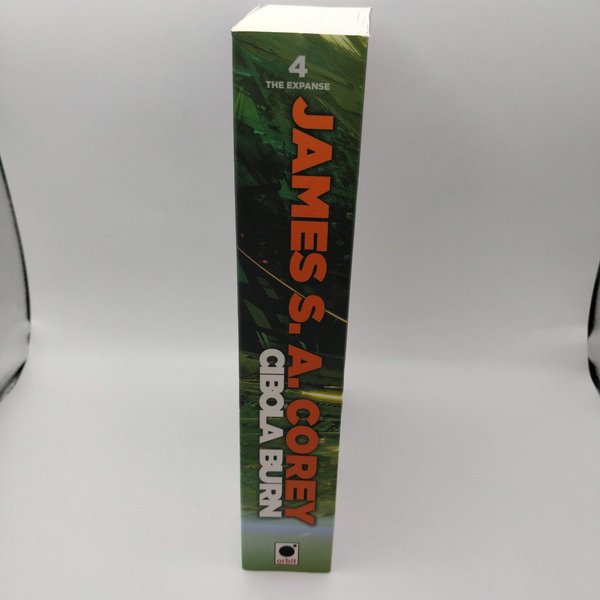 4
THE EXPANSE
JAMES S. A. COREY
CIBOLA BURN
orbit